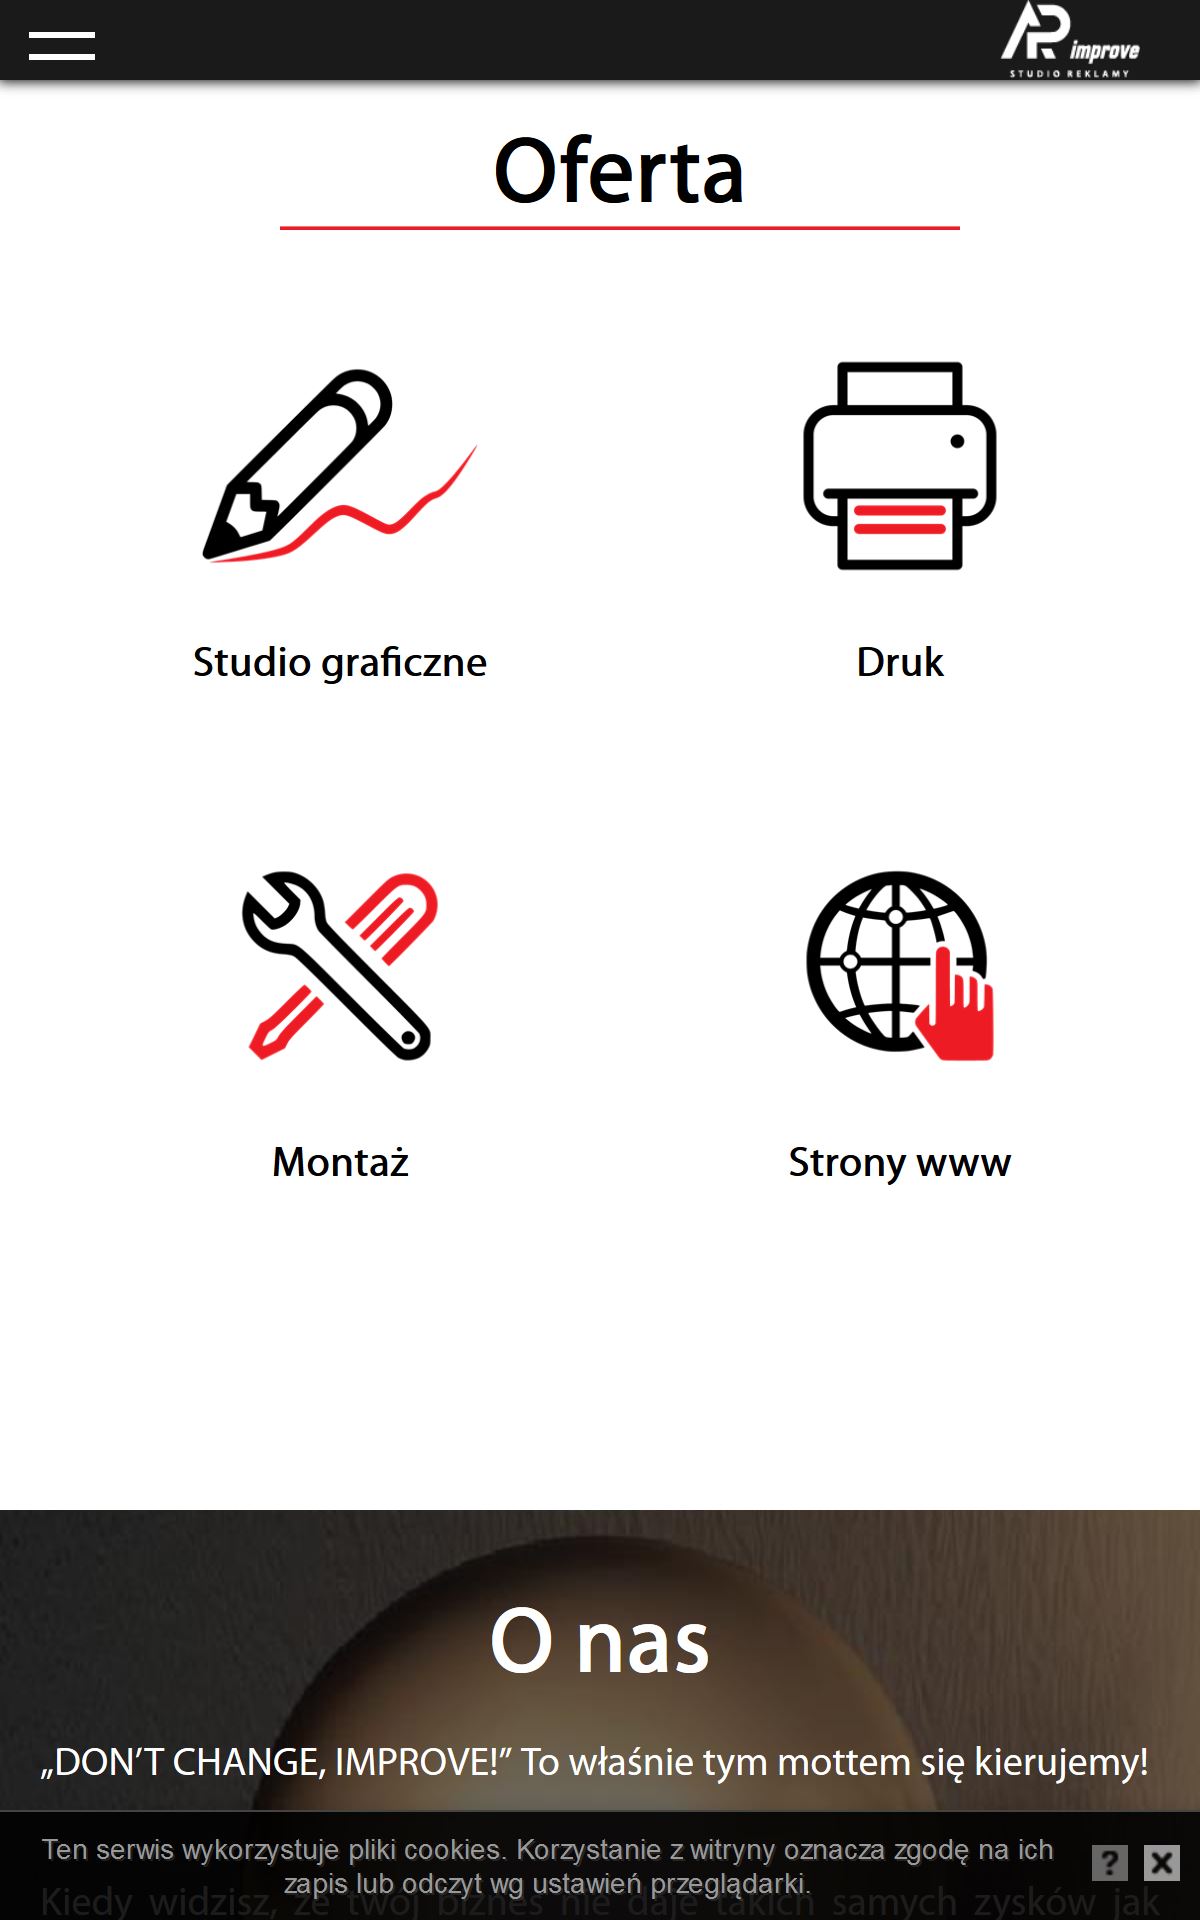 improve
STUDIO REKLAMY
Oferta
Studio graficzne
Druk
Montaż
Strony www
O nas
„DON’T CHANGE, IMPROVE!” To właśnie tym mottem się kierujemy!
Ten serwis wykorzystuje pliki cookies. Korzystanie z witryny oznacza zgodę na ich
zapis lub odczyt wg ustawień przeglądarki.
Kiedy widzisz, że twój biznes nie daje takich samych zysków jak